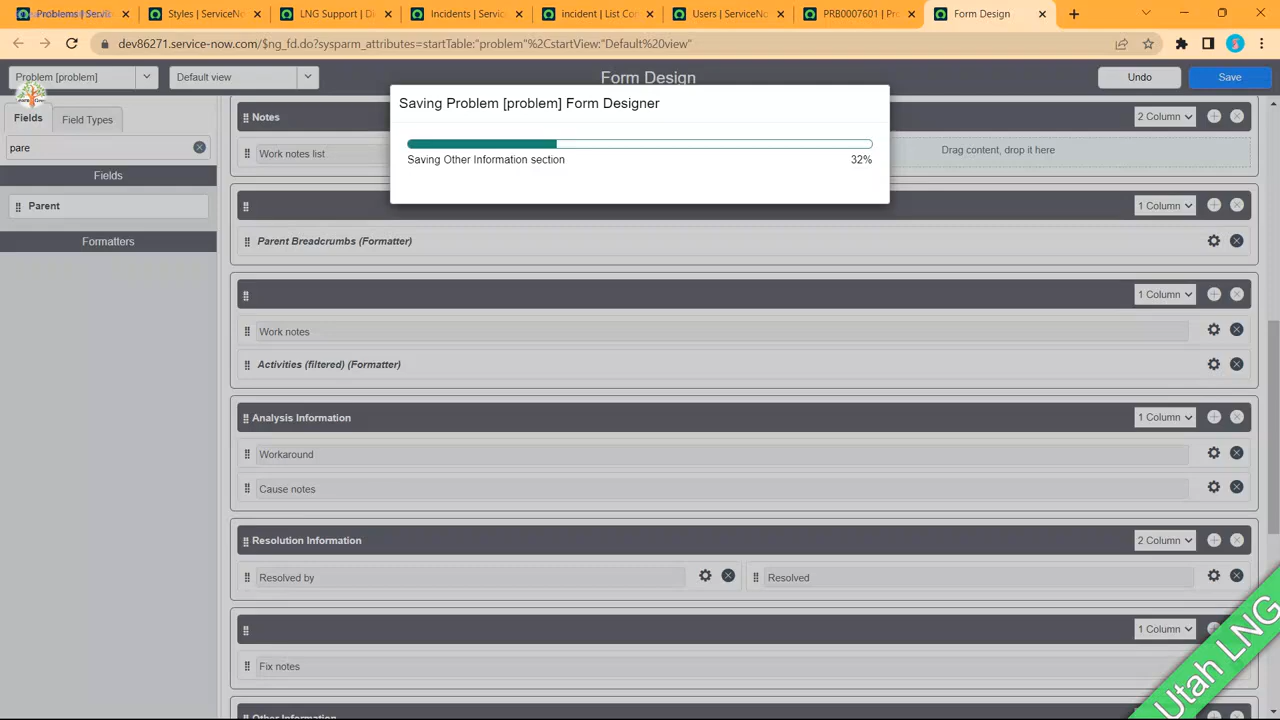 Problems | Servic
Styles | ServiceNo
LNG Support | Di
Incidents | Servic
incident | List Con
Users | ServiceNo
PRB0007601 | Pro
Form Design
dev86271.service-now.com/$ng_fd.do?sysparm_attributes=startTable:"problem"%2CstartView:"Default%20view"
Problem [problem]
Default view
Form Design
Undo
Save
Saving Problem [problem] Form Designer
Saving Other Information section
32%
Fields
Field Types
pare
Fields
Parent
Formatters
Notes
2 Column
Work notes list
Drag content, drop it here
1 Column
Parent Breadcrumbs (Formatter)
1 Column
Work notes
Activities (filtered) (Formatter)
Analysis Information
1 Column
Workaround
Cause notes
Resolution Information
2 Column
Resolved by
Resolved
1 Column
Fix notes
Other Information
Utah LNG